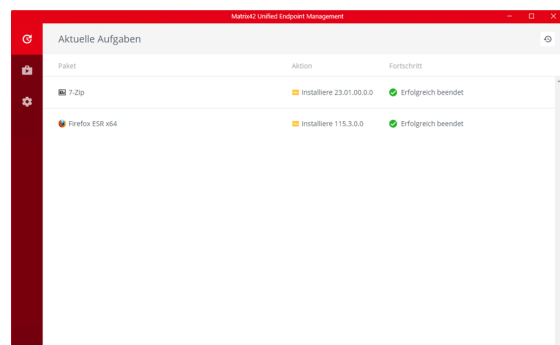 Matrix42 Unified Endpoint Management
Aktuelle Aufgaben
Paket Aktion Fortschritt
7-Zip Installiere 23.01.00.0.0 Erfolgreich beendet
Firefox ESR x64 Installiere 115.3.0.0 Erfolgreich beendet